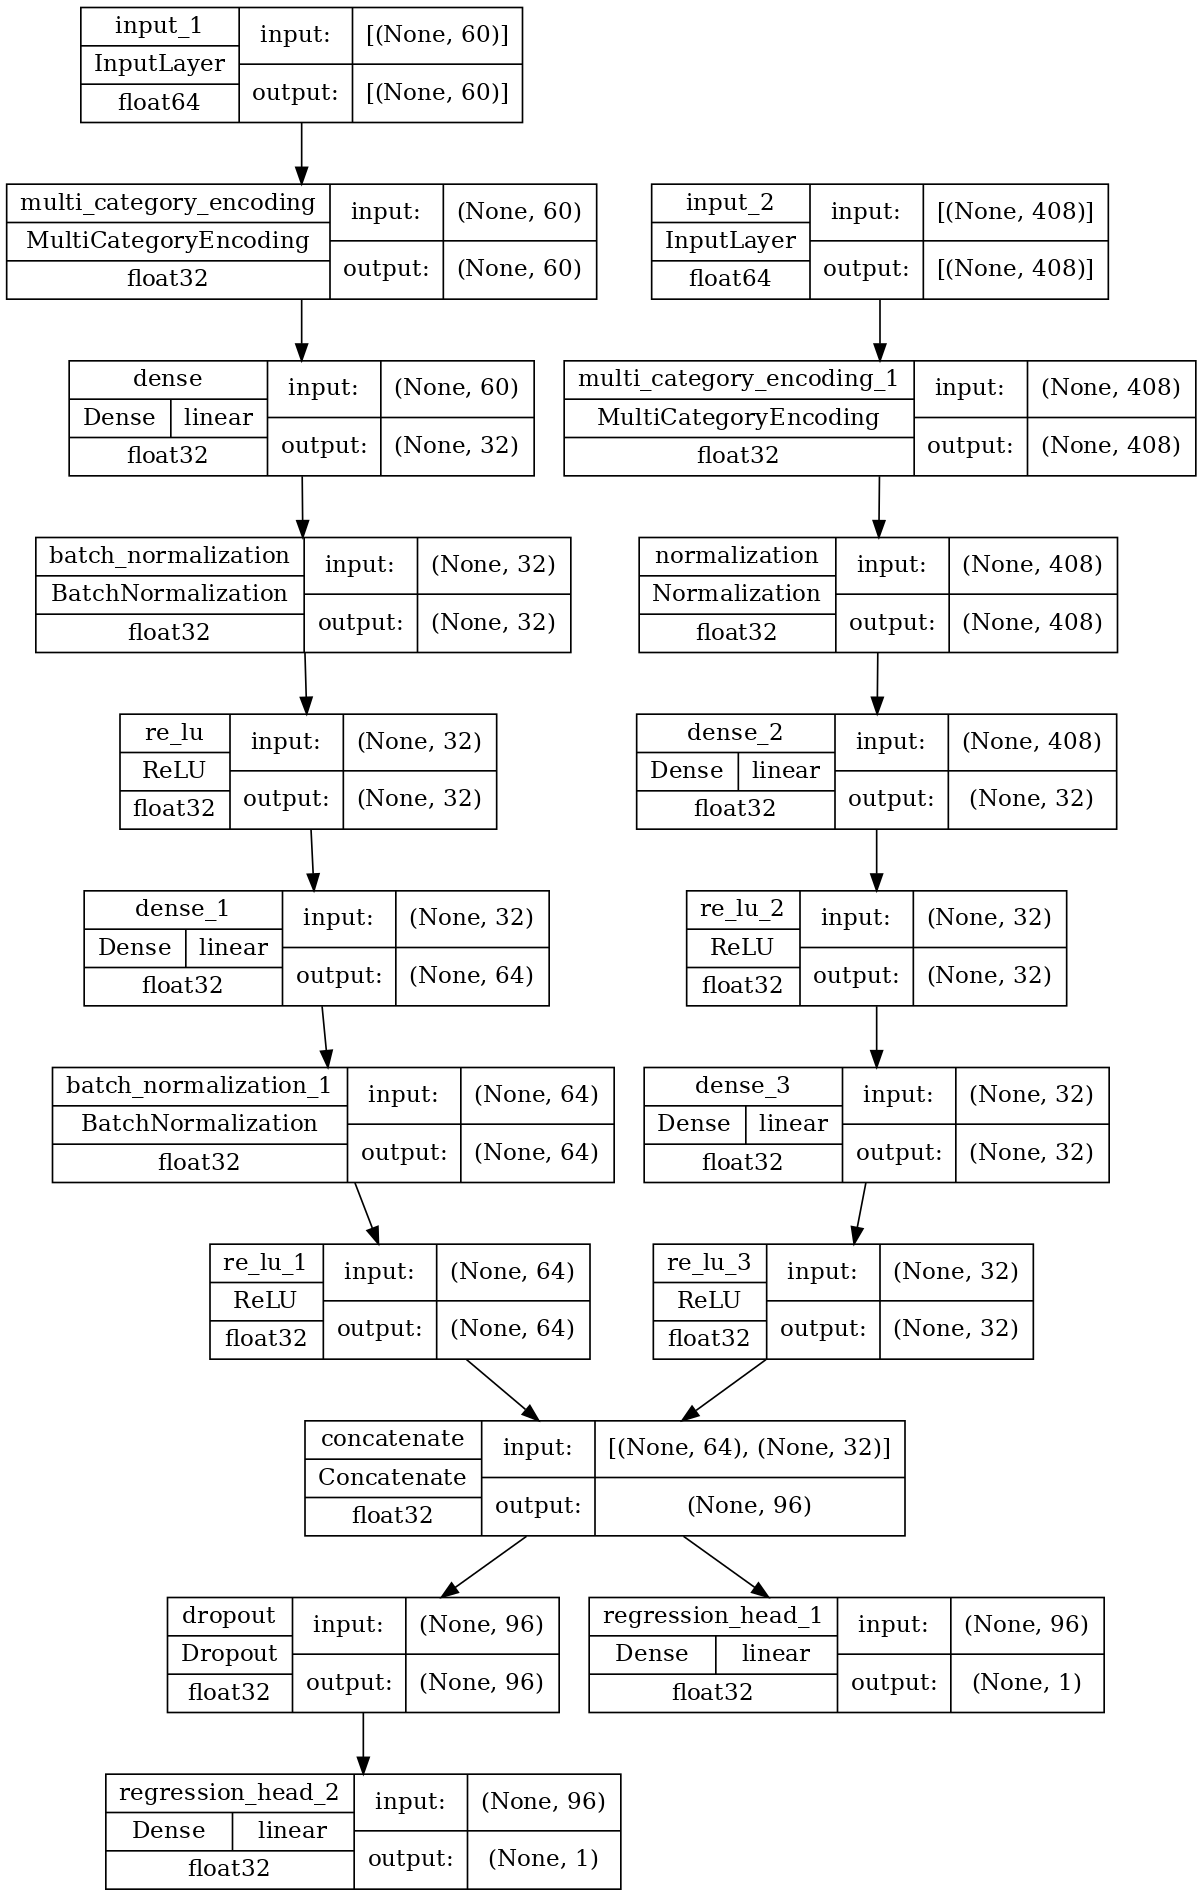 input_1
InputLayer
float64
input:
[(None, 60)]
output:
[(None, 60)]
multi_category_encoding
MultiCategoryEncoding
float32
input:
(None, 60)
output:
(None, 60)
input_2
InputLayer
float64
input:
[(None, 408)]
output:
[(None, 408)]
dense
Dense
linear
float32
input:
(None, 60)
output:
(None, 32)
multi_category_encoding_1
MultiCategoryEncoding
float32
input:
(None, 408)
output:
(None, 408)
batch_normalization
BatchNormalization
float32
input:
(None, 32)
output:
(None, 32)
normalization
Normalization
float32
input:
(None, 408)
output:
(None, 408)
re_lu
ReLU
float32
input:
(None, 32)
output:
(None, 32)
dense_2
Dense
linear
float32
input:
(None, 408)
output:
(None, 32)
dense_1
Dense
linear
float32
input:
(None, 32)
output:
(None, 64)
re_lu_2
ReLU
float32
input:
(None, 32)
output:
(None, 32)
batch_normalization_1
BatchNormalization
float32
input:
(None, 64)
output:
(None, 64)
dense_3
Dense
linear
float32
input:
(None, 32)
output:
(None, 32)
re_lu_1
ReLU
float32
input:
(None, 64)
output:
(None, 64)
re_lu_3
ReLU
float32
input:
(None, 32)
output:
(None, 32)
concatenate
Concatenate
float32
input:
[(None, 64), (None, 32)]
output:
(None, 96)
dropout
Dropout
float32
input:
(None, 96)
output:
(None, 96)
regression_head_1
Dense
linear
float32
input:
(None, 96)
output:
(None, 1)
regression_head_2
Dense
linear
float32
input:
(None, 96)
output:
(None, 1)